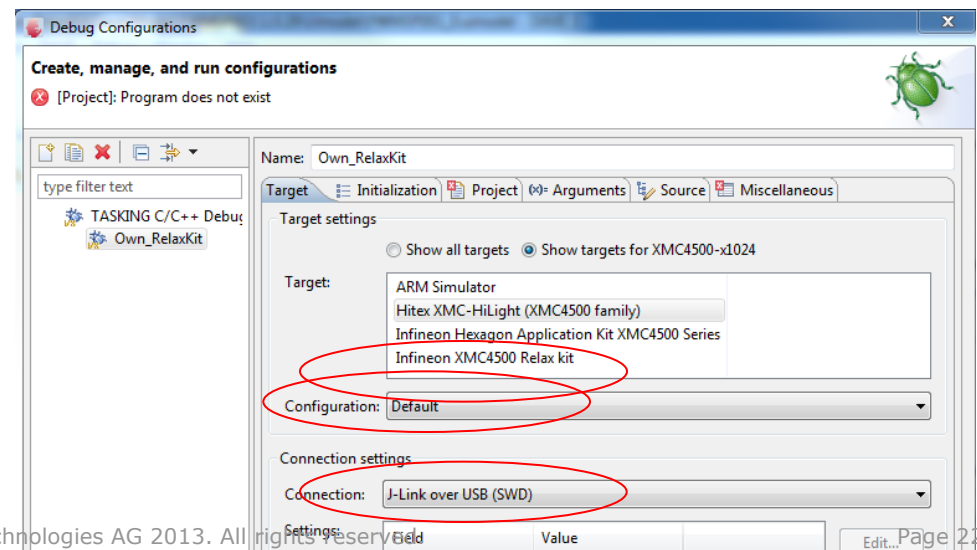 Debug Configurations
Create, manage, and run configurations
[Project]: Program does not exist
Name: Own_RelaxKit
type filter text
Target Initialization Project (x)= Arguments Source Miscellaneous
TASKING C/C++ Debug
Own_RelaxKit
Target settings
Show all targets Show targets for XMC4500-x1024
Target:
ARM Simulator
Hitex XMC-HiLight (XMC4500 family)
Infineon Hexagon Application Kit XMC4500 Series
Infineon XMC4500 Relax kit
Configuration: Default
Connection settings
Connection: J-Link over USB (SWD)
Settings: Field Value Edit...
chnologies AG 2013. All rights reserved. Page 22